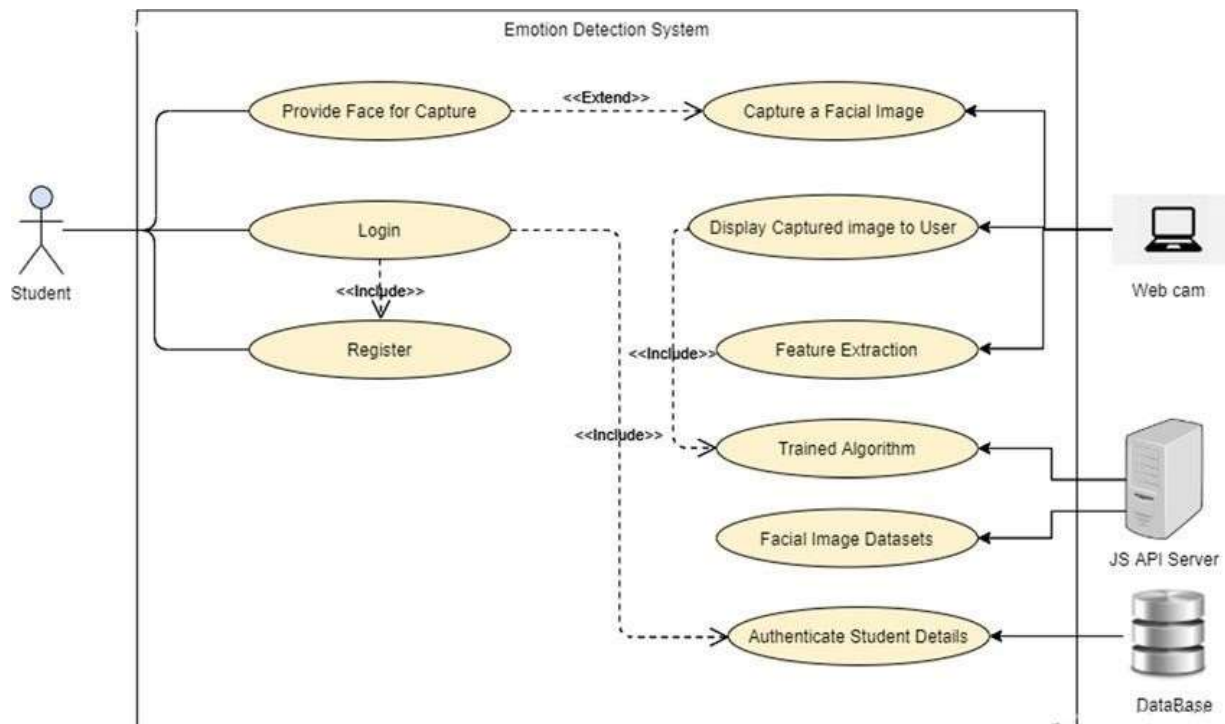 Emotion Detection System
Provide Face for Capture
<<Extend>>
Capture a Facial Image
Login
Display Captured image to User
Student
<<Include>>
Web cam
Register
<<Include>>
Feature Extraction
<<Include>>
Trained Algorithm
Facial Image Datasets
JS API Server
Authenticate Student Details
DataBase